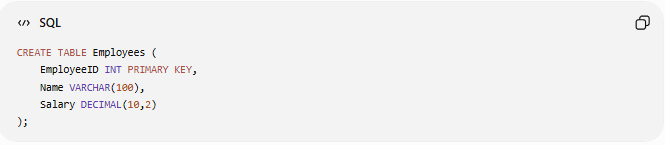 </> SQL
CREATE TABLE Employees (
    EmployeeID INT PRIMARY KEY,
    Name VARCHAR(100),
    Salary DECIMAL(10,2)
);